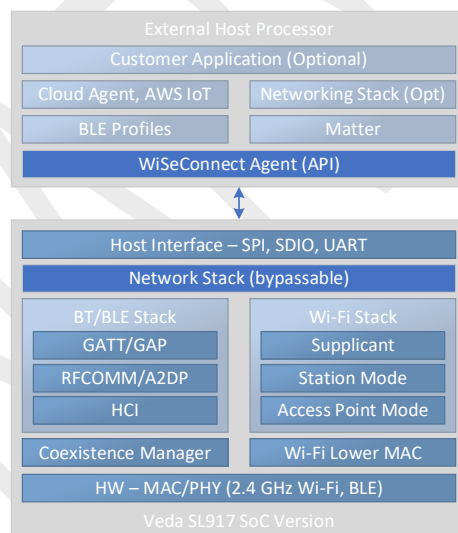 External Host Processor
Customer Application (Optional)
Cloud Agent, AWS IoT
Networking Stack (Opt)
BLE Profiles
Matter
WiSeConnect Agent (API)
Host Interface – SPI, SDIO, UART
Network Stack (bypassable)
BT/BLE Stack
GATT/GAP
RFCOMM/A2DP
HCI
Wi-Fi Stack
Supplicant
Station Mode
Access Point Mode
Coexistence Manager
Wi-Fi Lower MAC
HW – MAC/PHY (2.4 GHz Wi-Fi, BLE)
Veda SL917 SoC Version